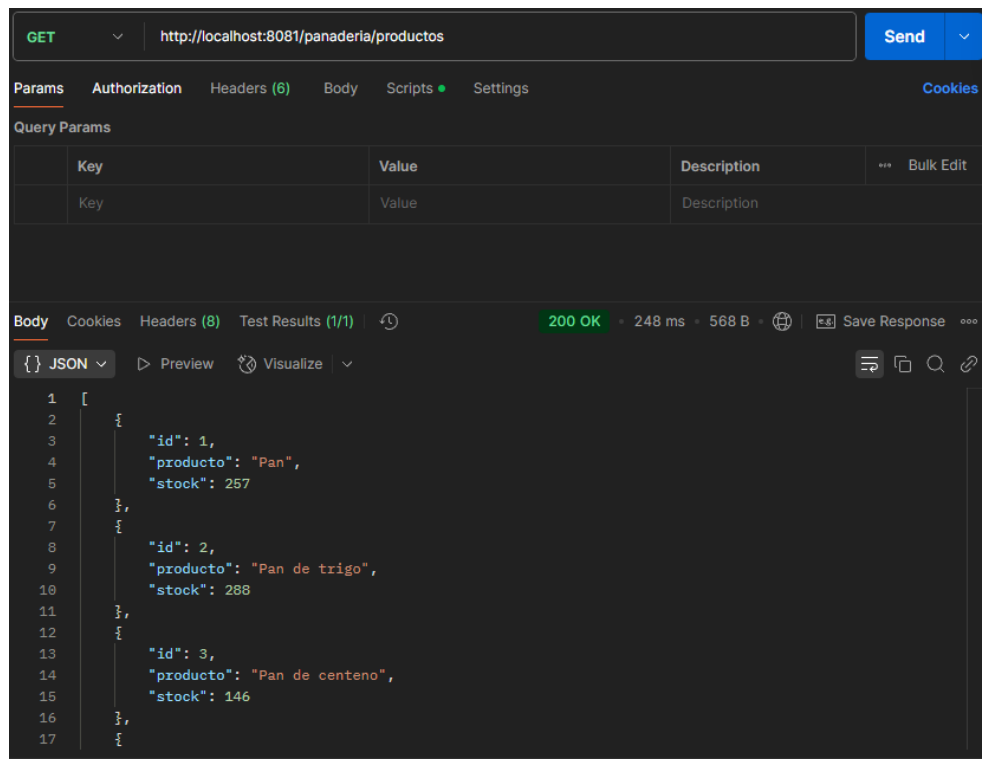 GET http://localhost:8081/panaderia/productos Send
Params Authorization Headers (6) Body Scripts Settings Cookies
Query Params
Key Value Description Bulk Edit
Key Value Description
Body Cookies Headers (8) Test Results (1/1) 200 OK 248 ms 568 B e.g. Save Response
{} JSON Preview Visualize
1 [
2 {
3 "id": 1,
4 "producto": "Pan",
5 "stock": 257
6 },
7 {
8 "id": 2,
9 "producto": "Pan de trigo",
10 "stock": 288
11 },
12 {
13 "id": 3,
14 "producto": "Pan de centeno",
15 "stock": 146
16 },
17 {